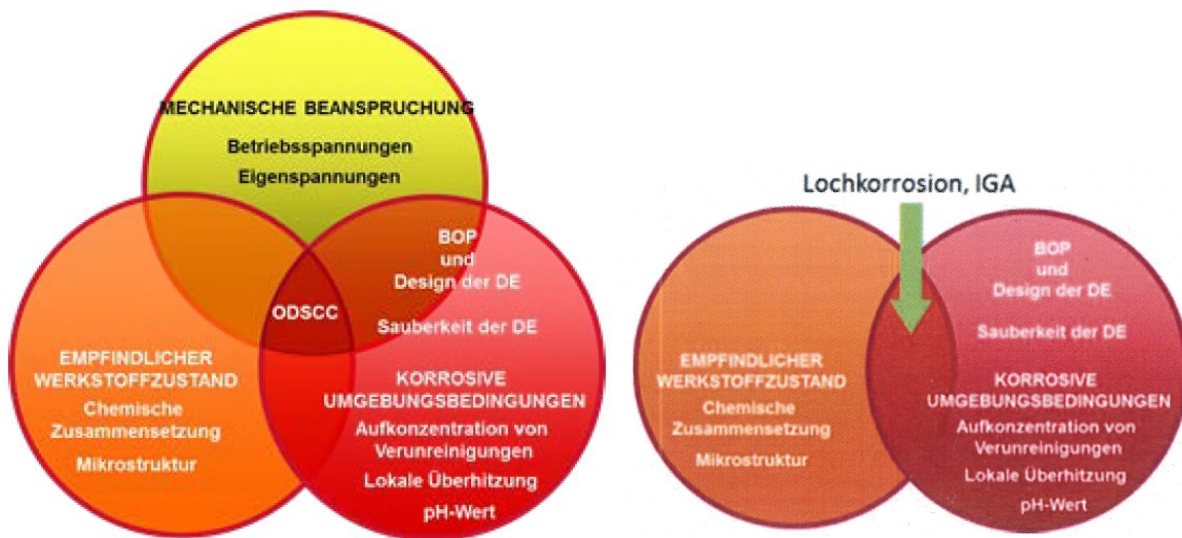 MECHANISCHE BEANSPRUCHUNG
Betriebsspannungen
Eigenspannungen
BOP
und
Design der DE
ODSCC
Sauberkeit der DE
EMPFINDLICHER
WERKSTOFFZUSTAND
Chemische
Zusammensetzung
Mikrostruktur
KORROSIVE
UMGEBUNGSBEDINGUNGEN
Aufkonzentration von
Verunreinigungen
Lokale Überhitzung
pH-Wert
Lochkorrosion, IGA
BOP
und
Design der DE
Sauberkeit der DE
EMPFINDLICHER
WERKSTOFFZUSTAND
Chemische
Zusammensetzung
Mikrostruktur
KORROSIVE
UMGEBUNGSBEDINGUNGEN
Aufkonzentration von
Verunreinigungen
Lokale Überhitzung
pH-Wert